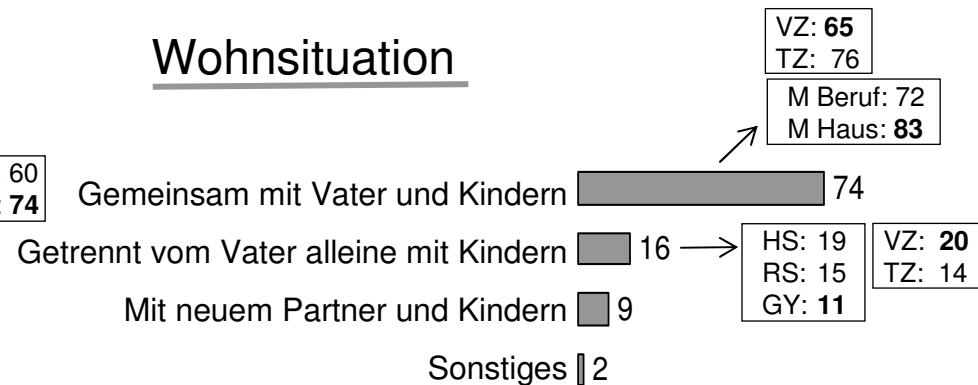 Wohnsituation
VZ: 65
TZ: 76
M Beruf: 72
M Haus: 83
60
: 74
Gemeinsam mit Vater und Kindern 74
Getrennt vom Vater alleine mit Kindern 16
HS: 19
RS: 15
GY: 11
VZ: 20
TZ: 14
Mit neuem Partner und Kindern 9
Sonstiges 2